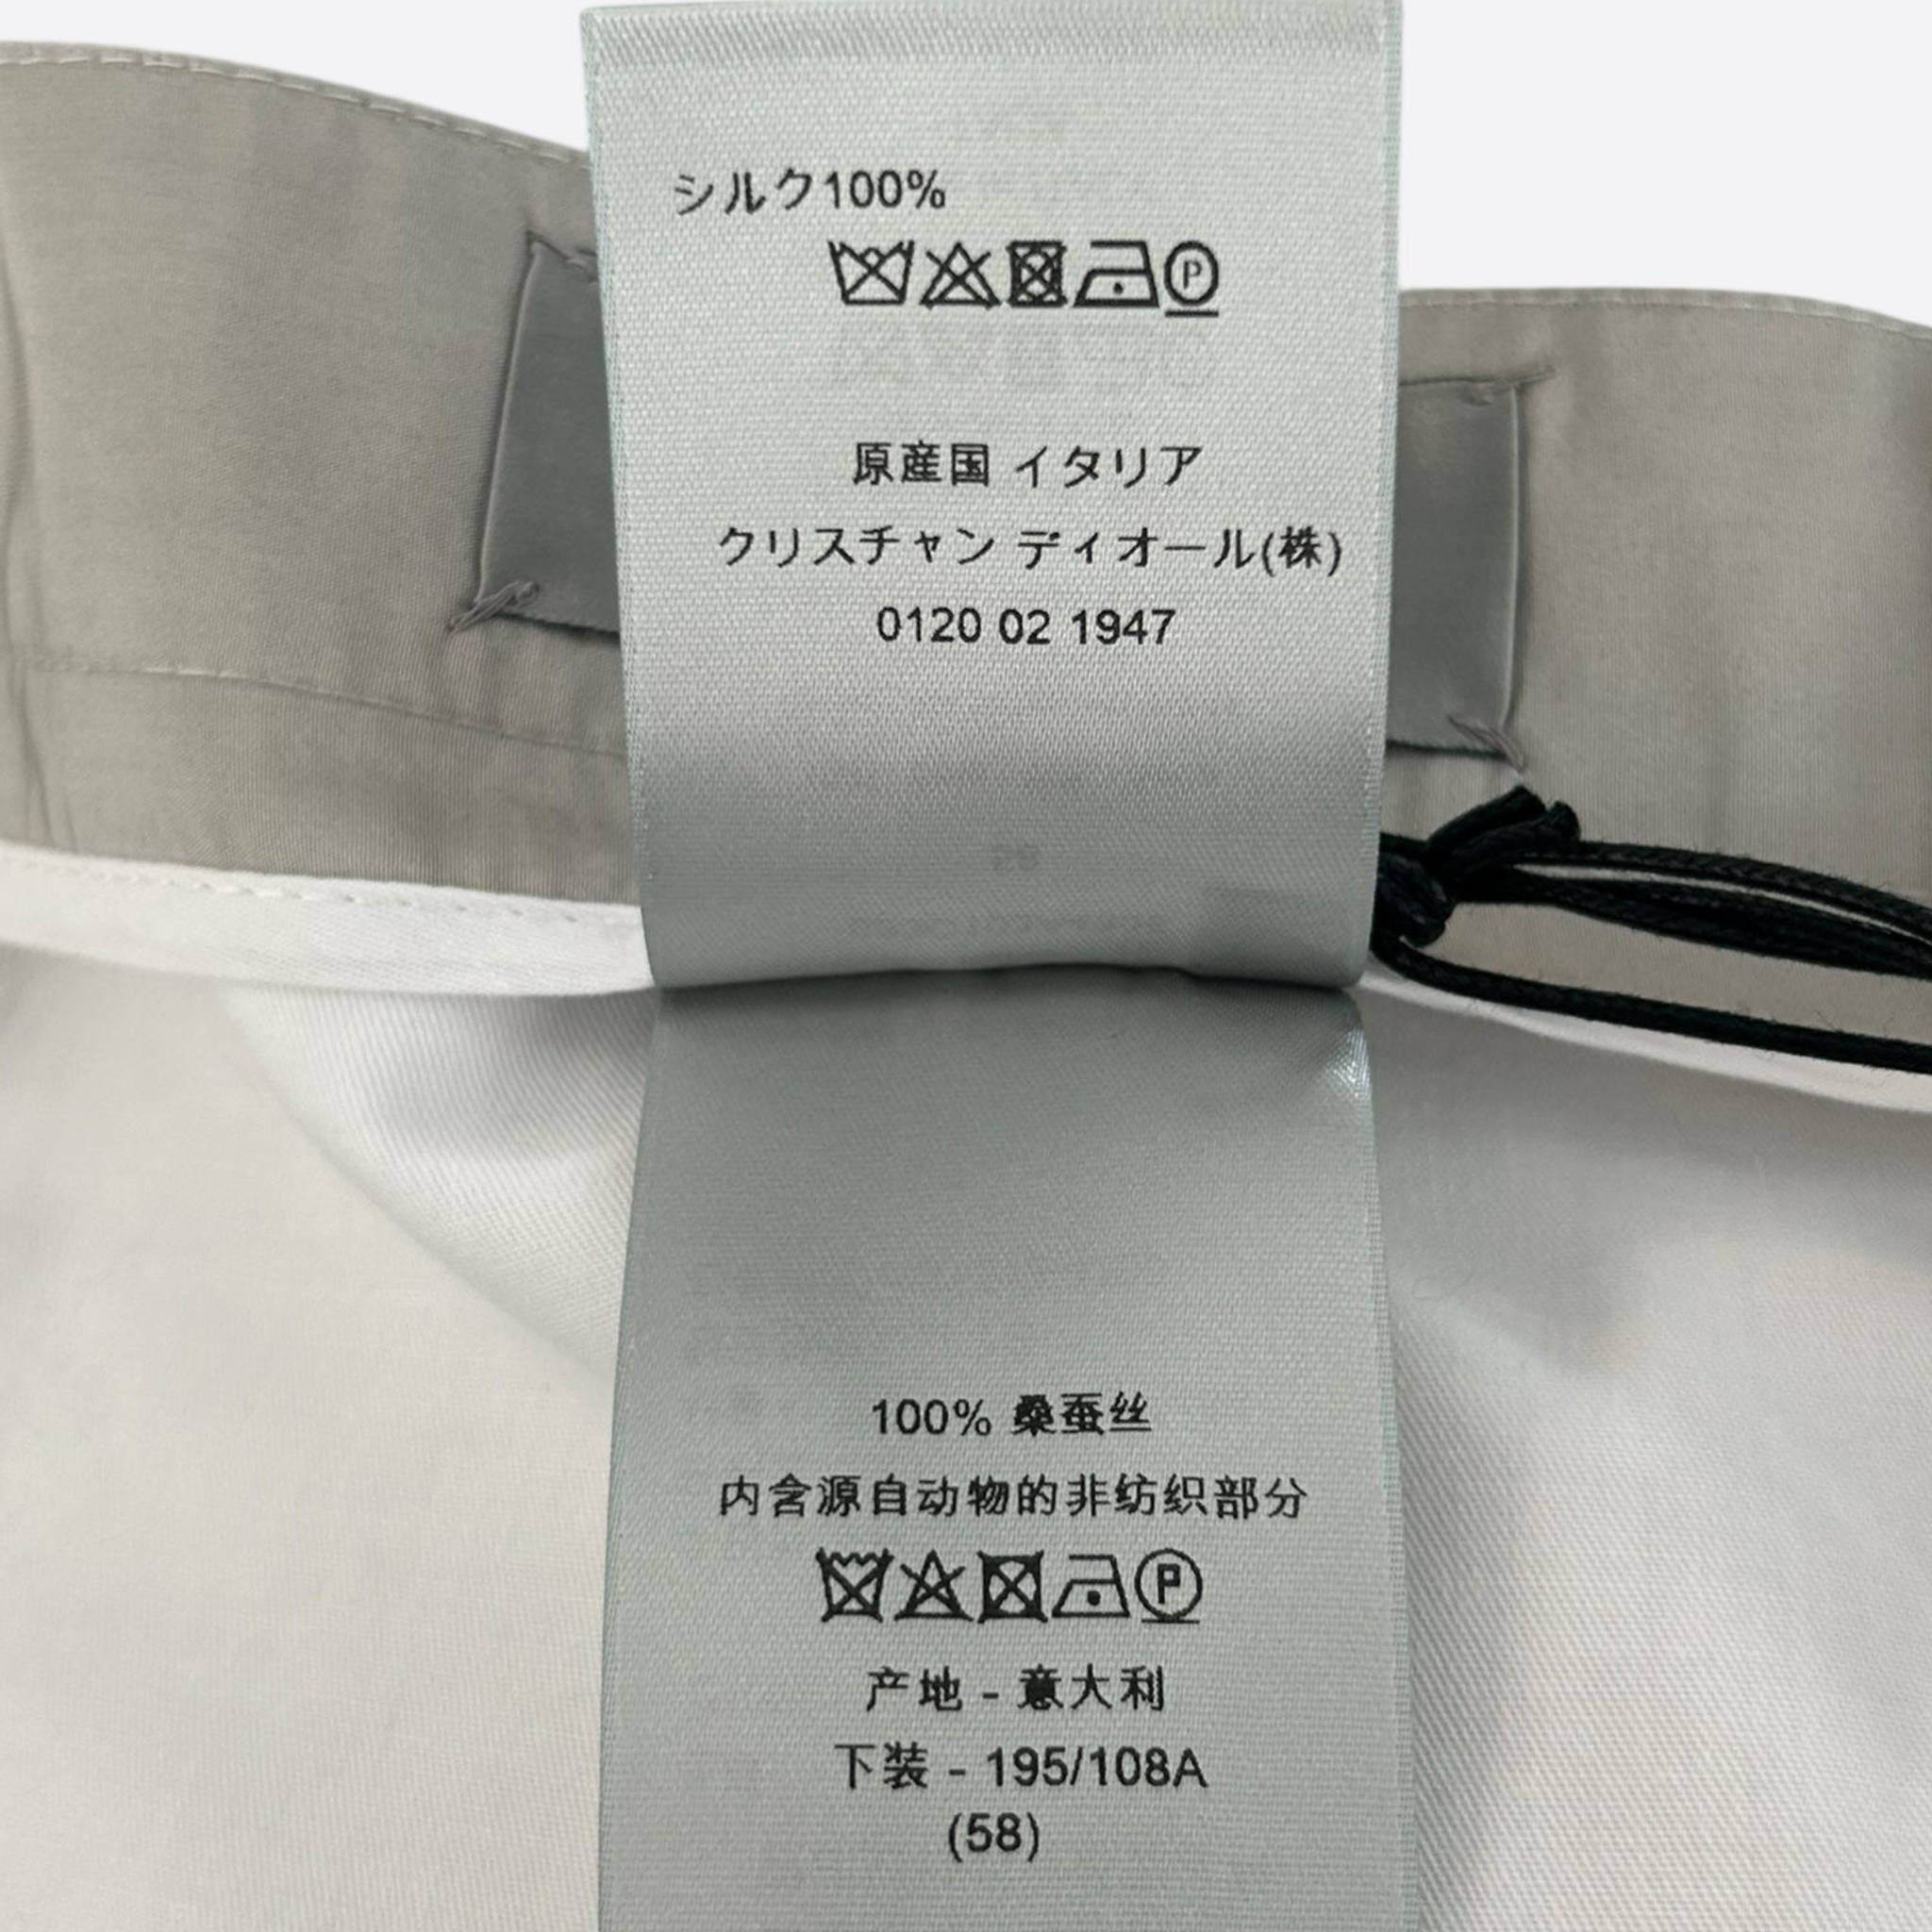 シルク100%
原産国 イタリア
クリスチャン ディオール(株)
0120 02 1947
100% 桑蚕丝
内含源自动物的非纺织部分
产地 - 意大利
下装 - 195/108A
(58)